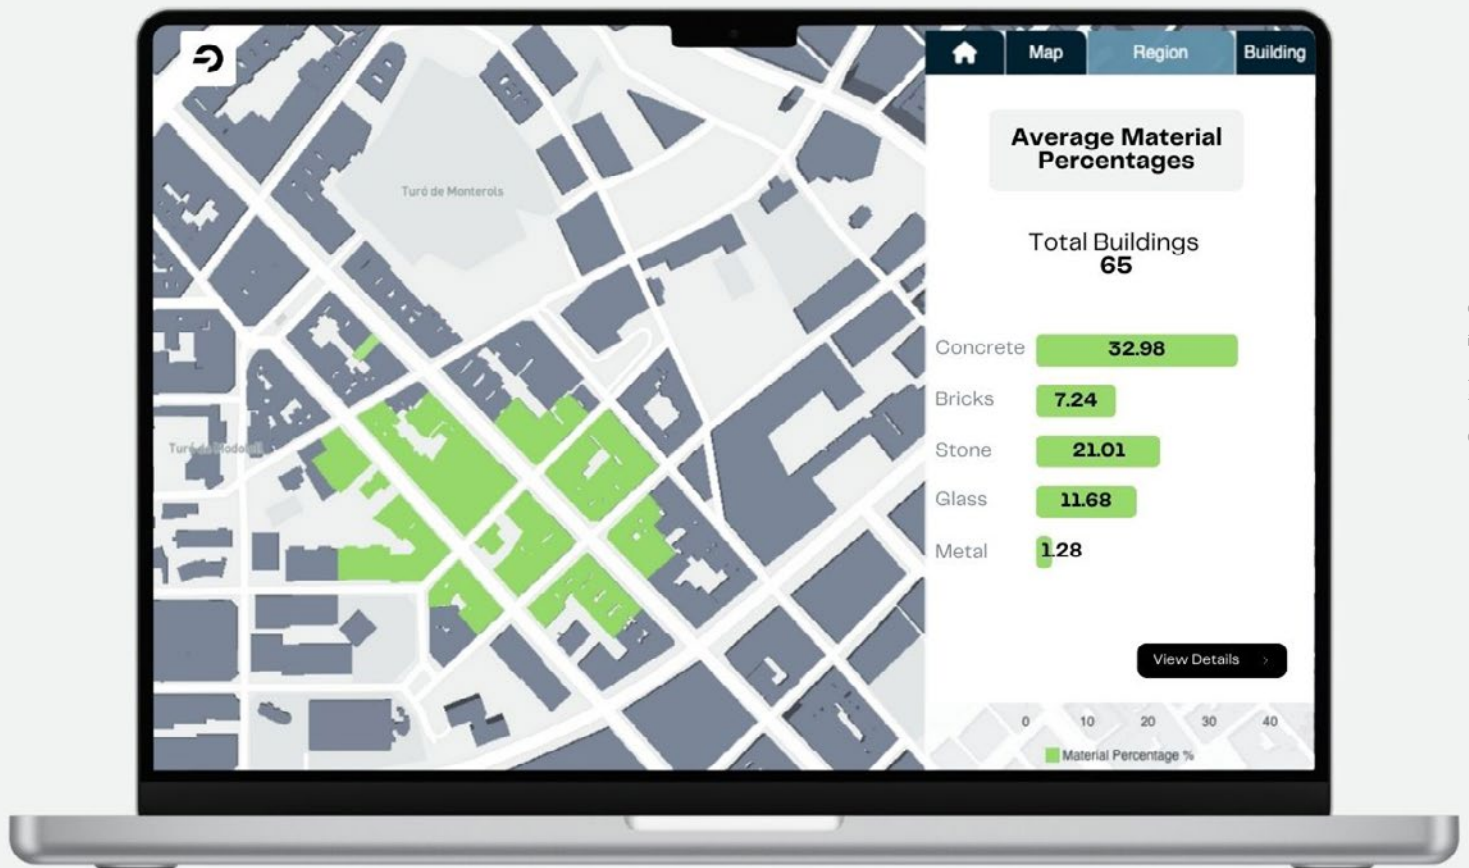 Map
Region
Building
Average Material
Percentages
Total Buildings
65
Turó de Monterols
Concrete 32.98
Bricks 7.24
Stone 21.01
Glass 11.68
Metal 1.28
View Details >
0 10 20 30 40
Material Percentage %